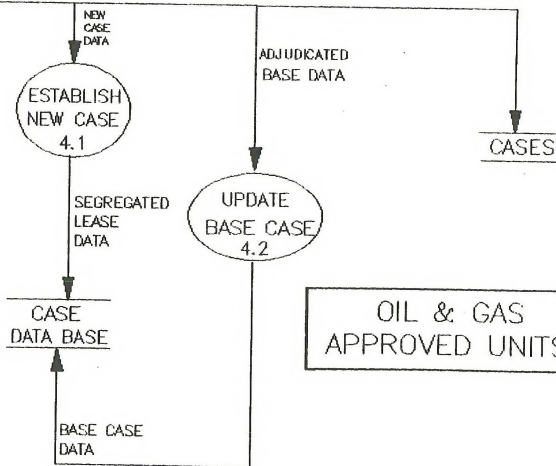 NEW
CASE
DATA
ADJUDICATED
BASE DATA
ESTABLISH
NEW CASE
4.1
CASES
SEGREGATED
LEASE
DATA
UPDATE
BASE CASE
4.2
CASE
DATA BASE
OIL & GAS
APPROVED UNITS
BASE CASE
DATA